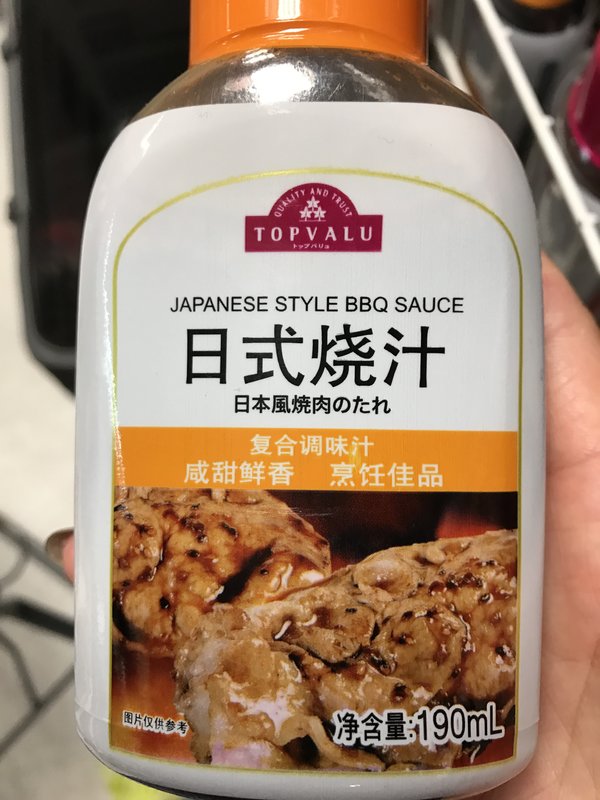 QUALITY AND TRUST
TOPVALU
トップバリュ
JAPANESE STYLE BBQ SAUCE
日式烧汁
日本風焼肉のたれ
复合调味汁
咸甜鲜香 烹饪佳品
图片仅供参考
净含量:190mL